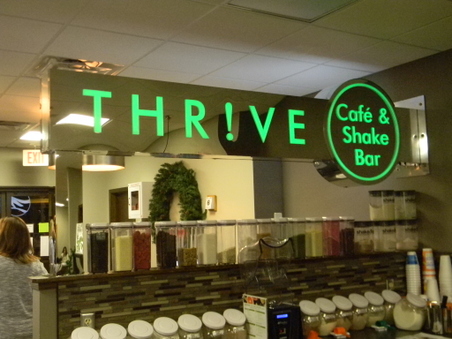 THR!VE
Café &
Shake
Bar
EXIT